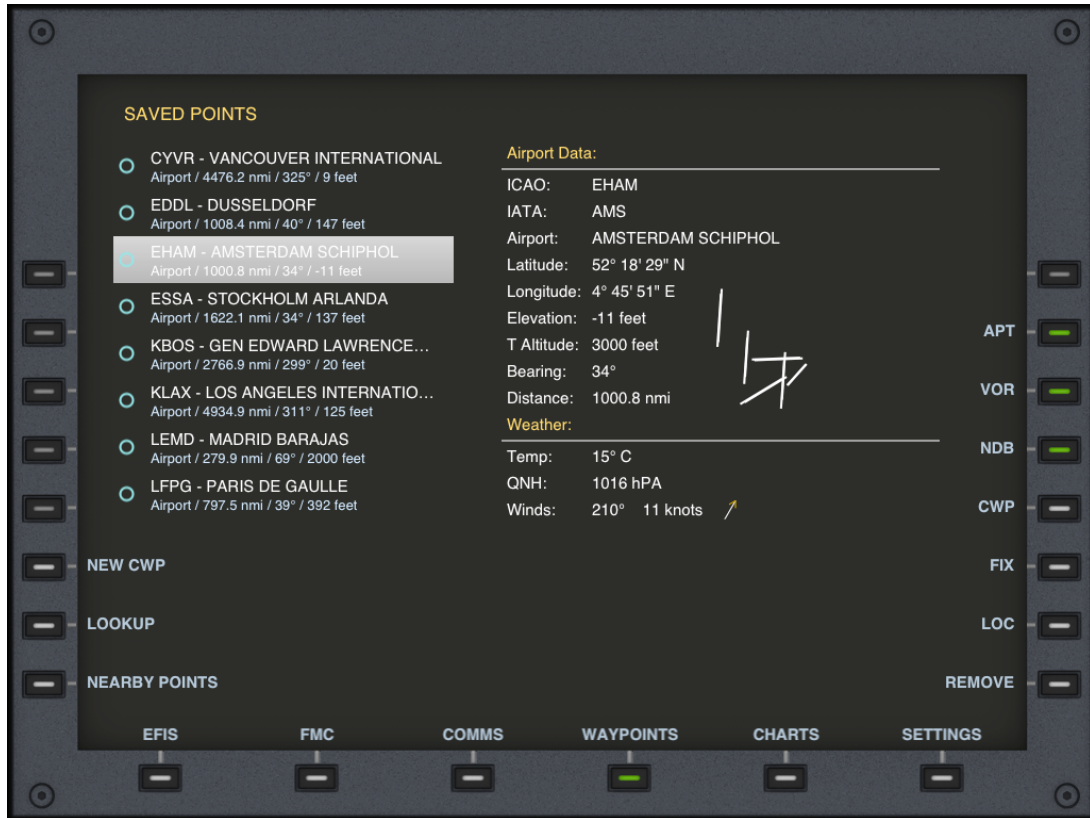 SAVED POINTS
CYVR - VANCOUVER INTERNATIONAL
Airport / 4476.2 nmi / 325° / 9 feet
EDDL - DUSSELDORF
Airport / 1008.4 nmi / 40° / 147 feet
EHAM - AMSTERDAM SCHIPHOL
Airport / 1000.8 nmi / 34° / -11 feet
ESSA - STOCKHOLM ARLANDA
Airport / 1622.1 nmi / 34° / 137 feet
KBOS - GEN EDWARD LAWRENCE...
Airport / 2766.9 nmi / 299° / 20 feet
KLAX - LOS ANGELES INTERNATIO...
Airport / 4934.9 nmi / 311° / 125 feet
LEMD - MADRID BARAJAS
Airport / 279.9 nmi / 69° / 2000 feet
LFPG - PARIS DE GAULLE
Airport / 797.5 nmi / 39° / 392 feet
Airport Data:
ICAO: EHAM
IATA: AMS
Airport: AMSTERDAM SCHIPHOL
Latitude: 52° 18' 29" N
Longitude: 4° 45' 51" E
Elevation: -11 feet
T Altitude: 3000 feet
Bearing: 34°
Distance: 1000.8 nmi
Weather:
Temp: 15° C
QNH: 1016 hPA
Winds: 210° 11 knots
APT
VOR
NDB
CWP
FIX
LOC
REMOVE
NEW CWP
LOOKUP
NEARBY POINTS
EFIS FMC COMMS WAYPOINTS CHARTS SETTINGS